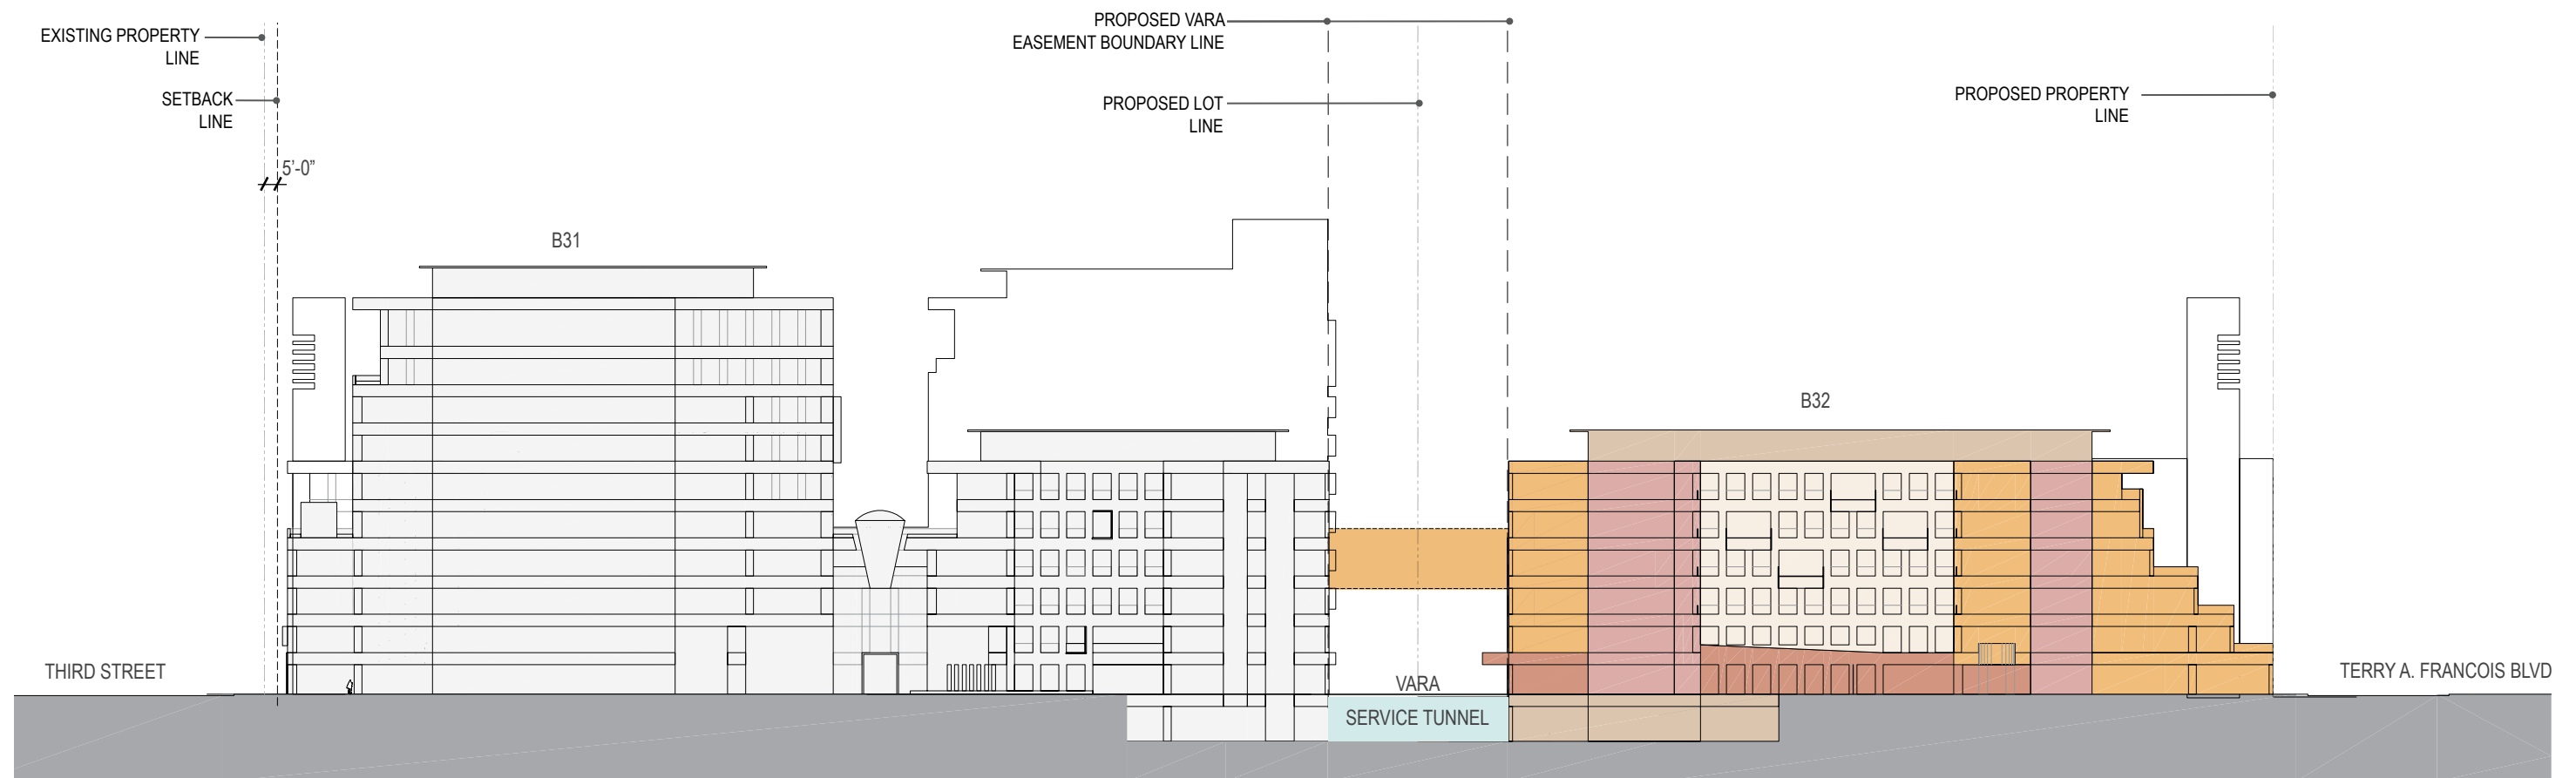 EXISTING PROPERTY
LINE
SETBACK
LINE
5'-0”
PROPOSED VARA
EASEMENT BOUNDARY LINE
PROPOSED LOT
LINE
PROPOSED PROPERTY
LINE
B31
B32
THIRD STREET
VARA
SERVICE TUNNEL
TERRY A. FRANCOIS BLVD